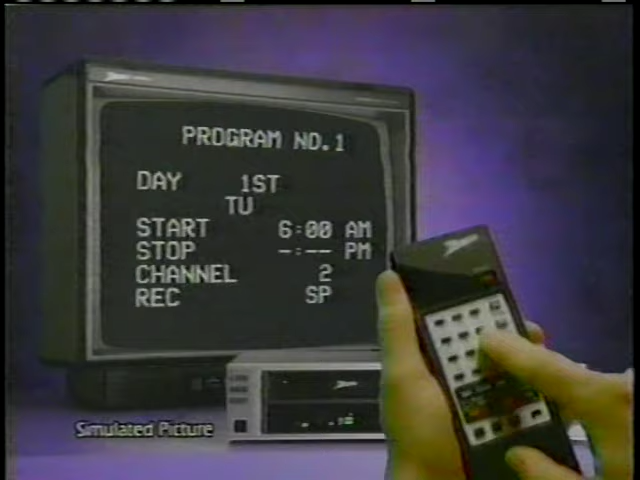 PROGRAM NO.1
DAY 1ST
TU
START 6:00 AM
STOP -:-- PM
CHANNEL 2
REC SP
Simulated Picture